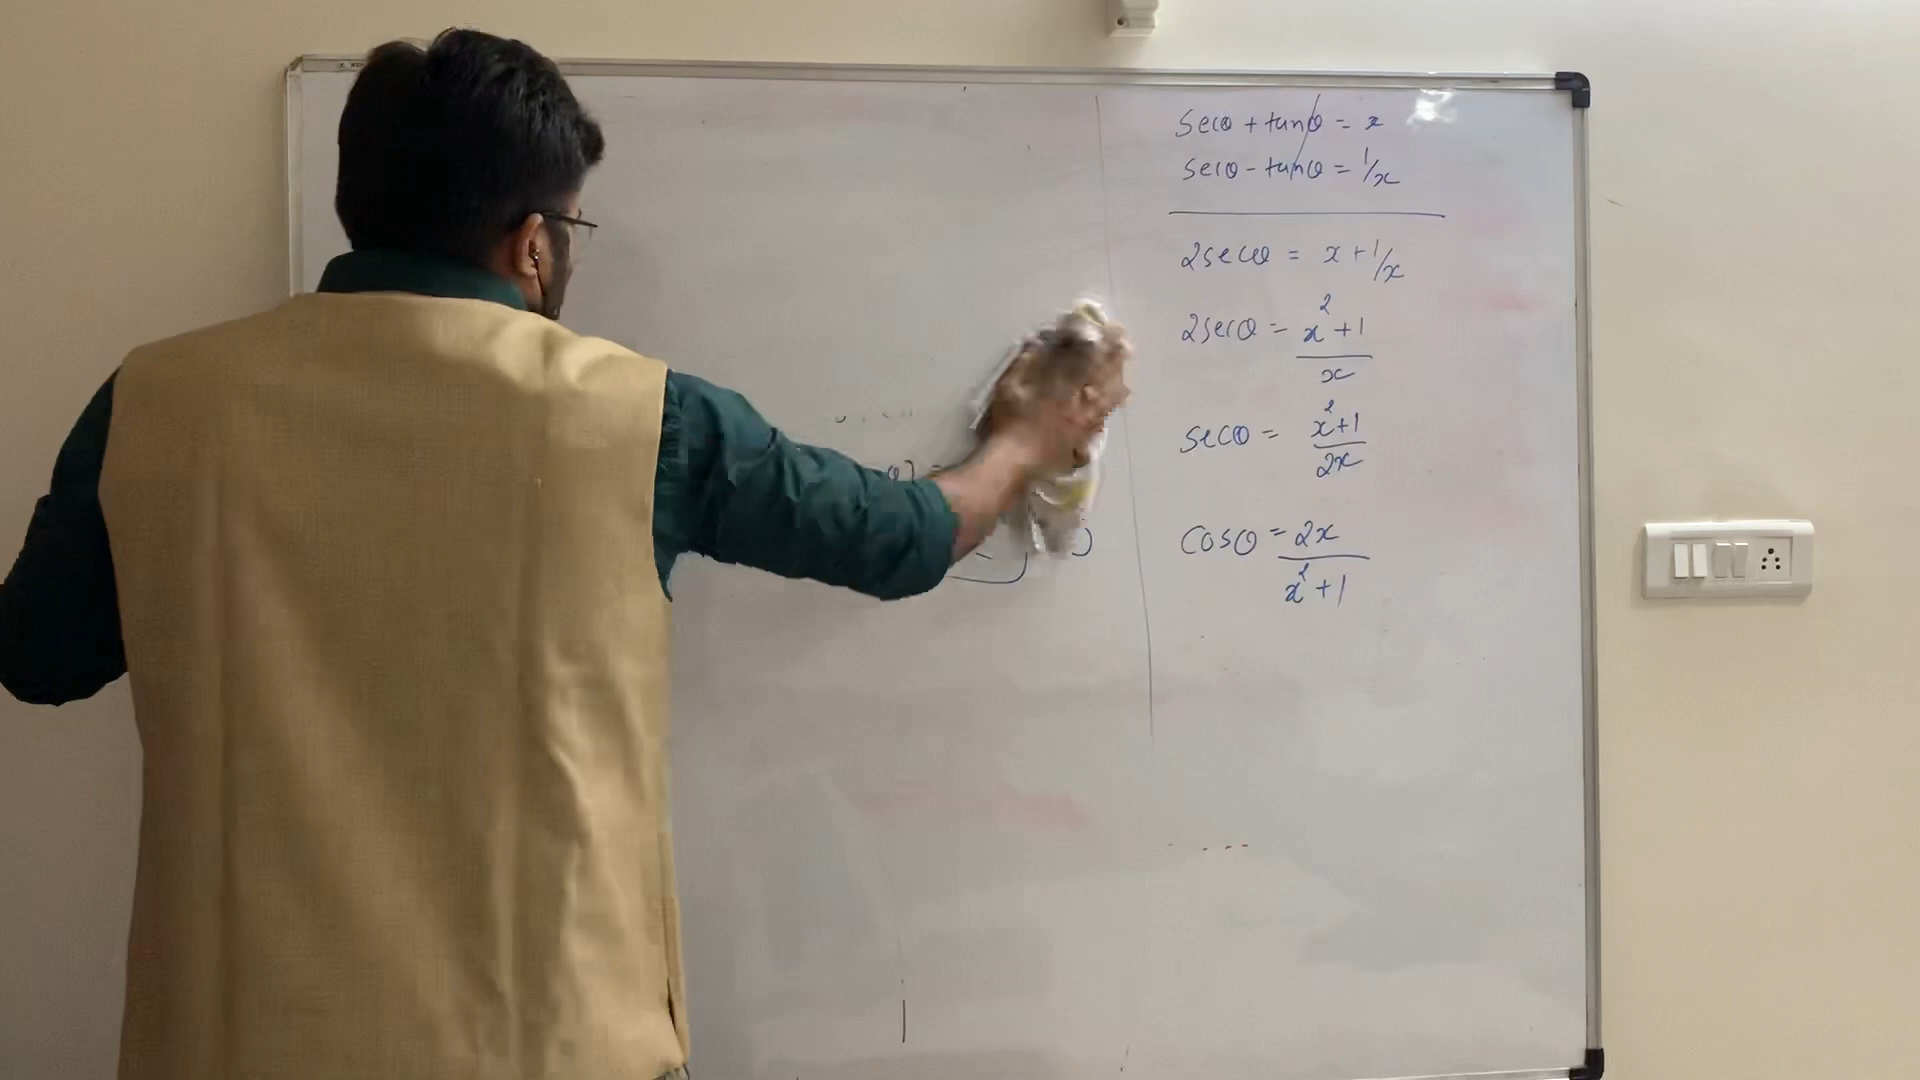 secθ + tanθ = x
secθ - tanθ = 1/x
2secθ = x + 1/x
2secθ = x²+1 / x
secθ = x²+1 / 2x
cosθ = 2x / x²+1